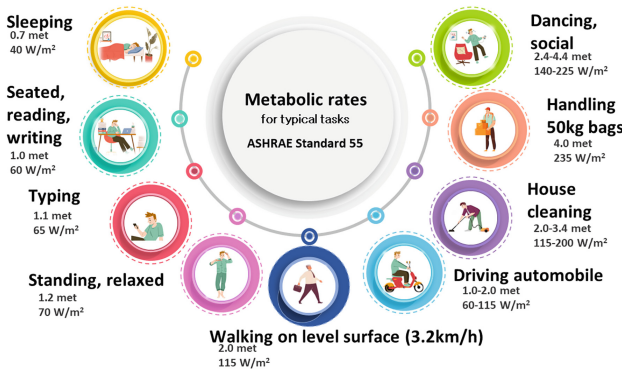 Metabolic rates
for typical tasks
ASHRAE Standard 55
Sleeping
0.7 met
40 W/m²
Seated,
reading,
writing
1.0 met
60 W/m²
Typing
1.1 met
65 W/m²
Standing, relaxed
1.2 met
70 W/m²
Walking on level surface (3.2km/h)
2.0 met
115 W/m²
Driving automobile
1.0-2.0 met
60-115 W/m²
House
cleaning
2.0-3.4 met
115-200 W/m²
Handling
50kg bags
4.0 met
235 W/m²
Dancing,
social
2.4-4.4 met
140-225 W/m²